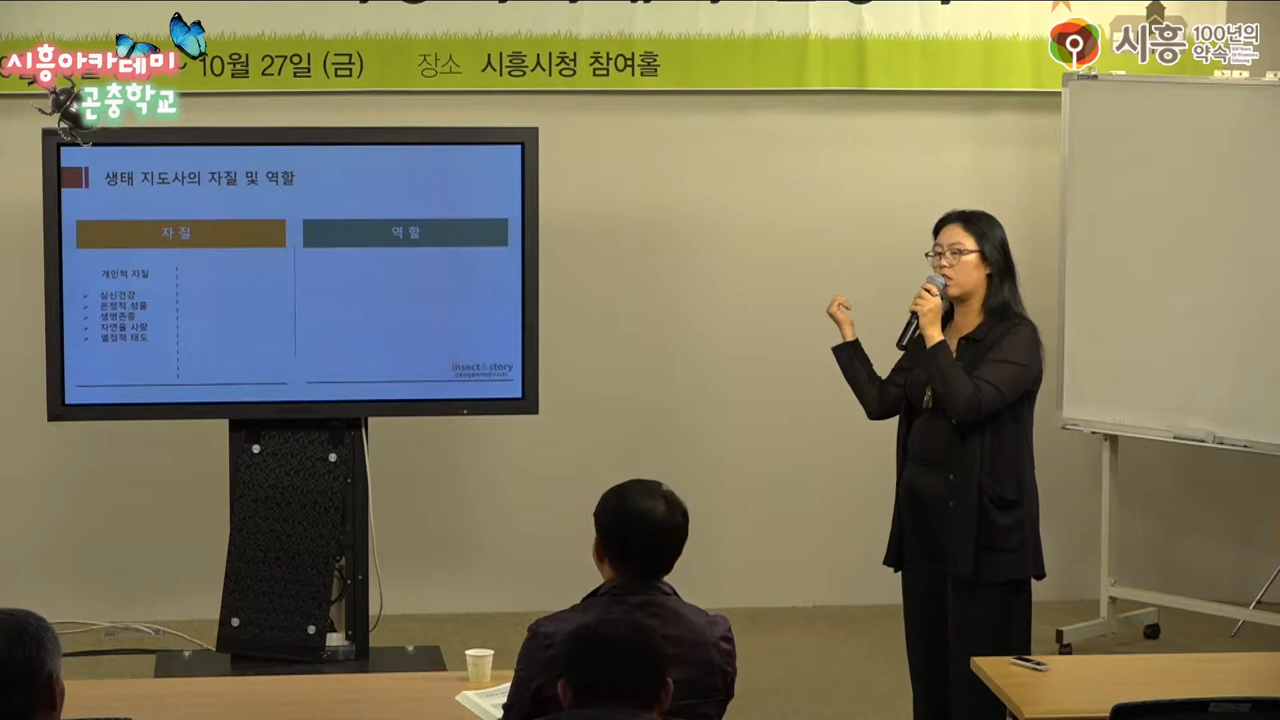 시흥아카데미
곤충학교
10월 27일 (금)
장소 시흥시청 참여홀
시흥
100년의
약속
생태 지도사의 자질 및 역할
자 질
역 할
개인적 자질
심신건강
온정적 성품
생명존중
자연을 사랑
열정적 태도
insect&story